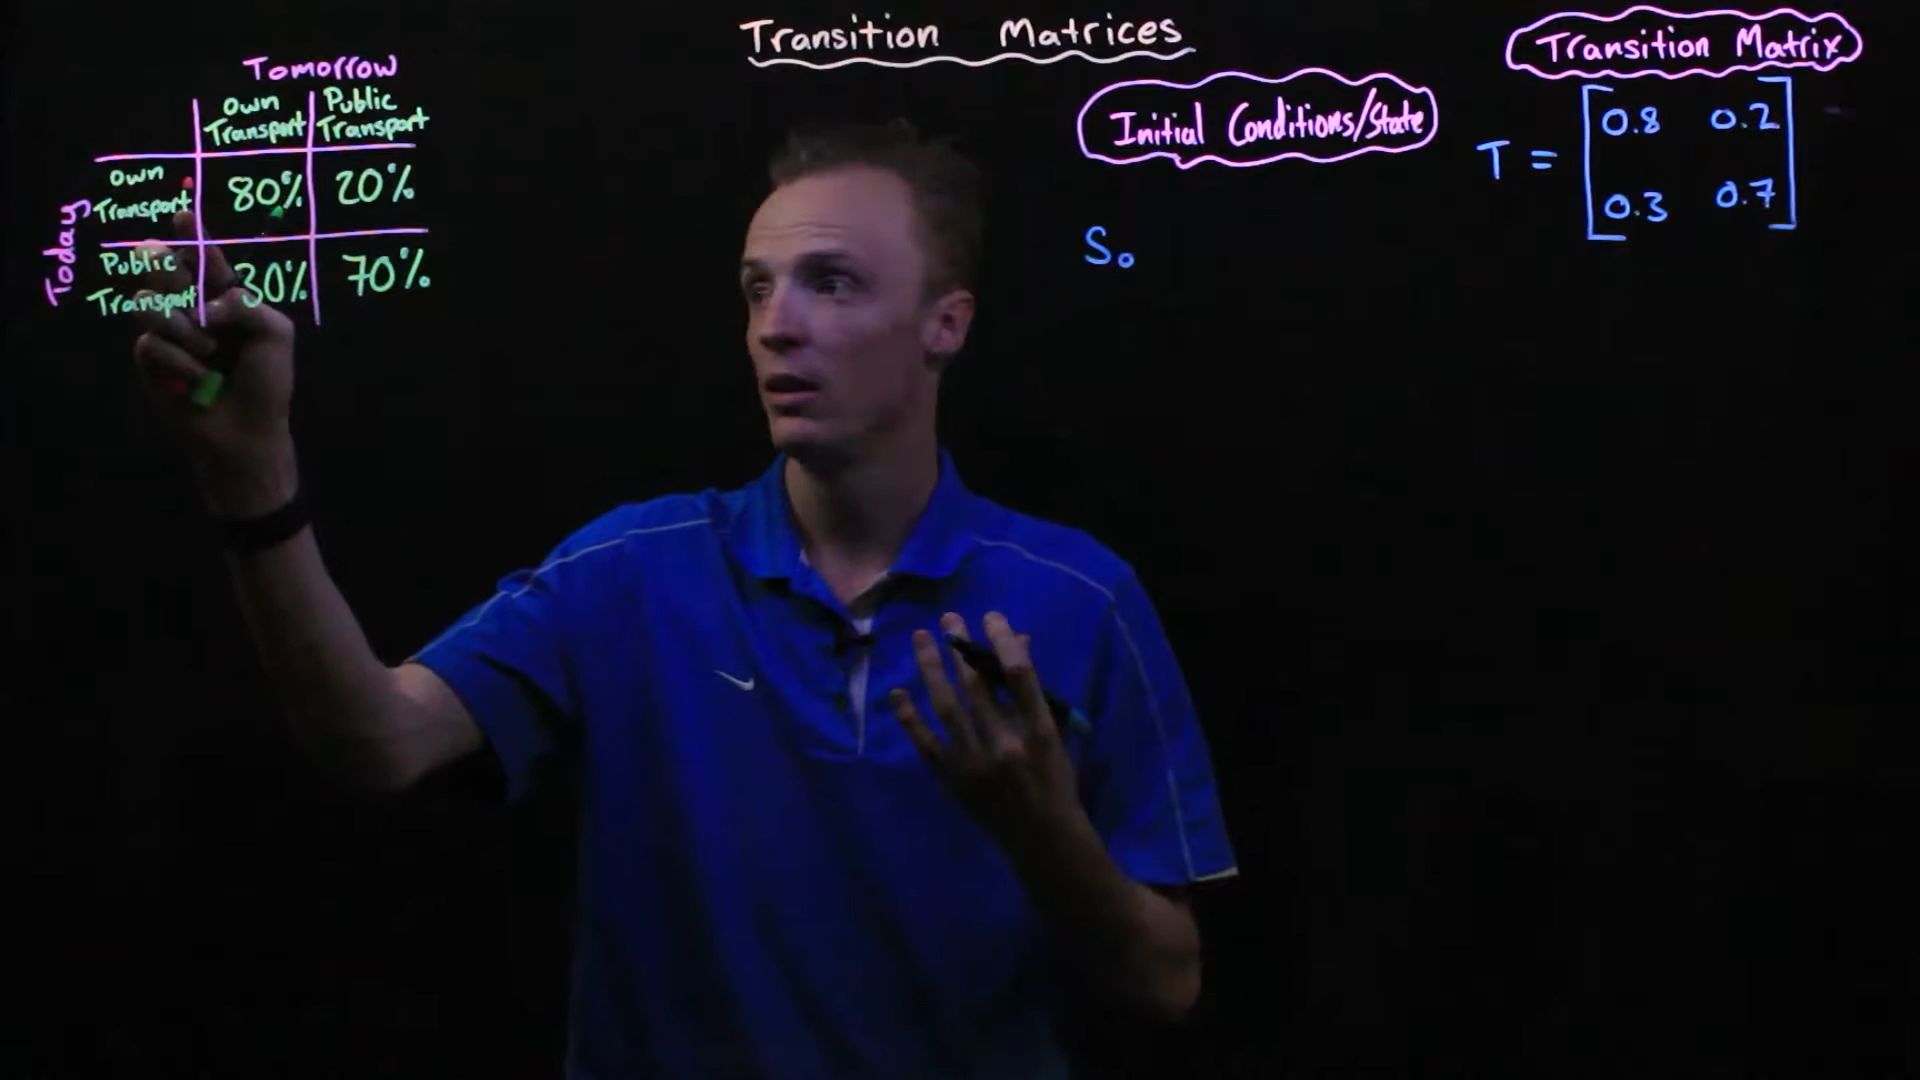 Transition Matrices
Tomorrow
Own Transport
Public Transport
Today
Own Transport
80%
20%
Public Transport
30%
70%
Initial Conditions/State
S₀
Transition Matrix
T =
0.8 0.2
0.3 0.7